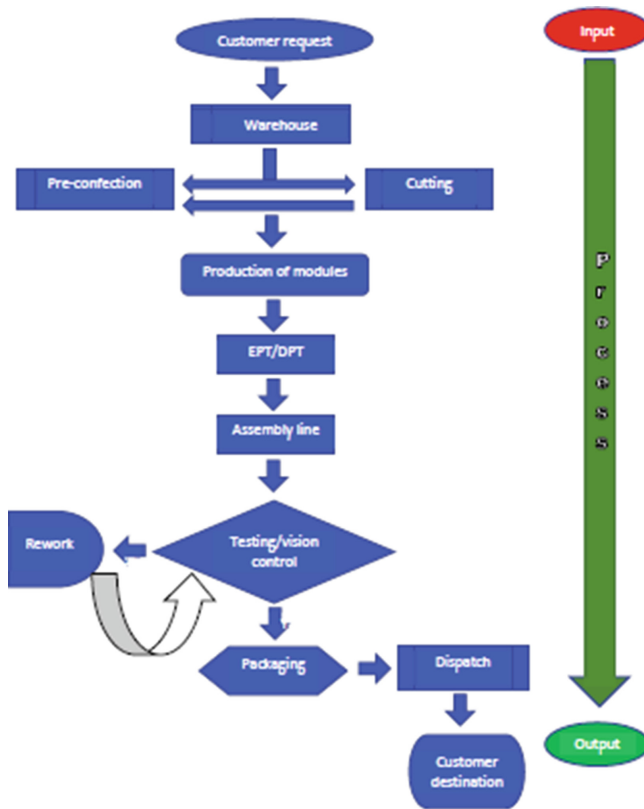 Customer request
Input
Warehouse
Pre-confection
Cutting
Production of modules
Process
EPT/DPT
Assembly line
Testing/vision
control
Rework
Packaging
Dispatch
Output
Customer
destination